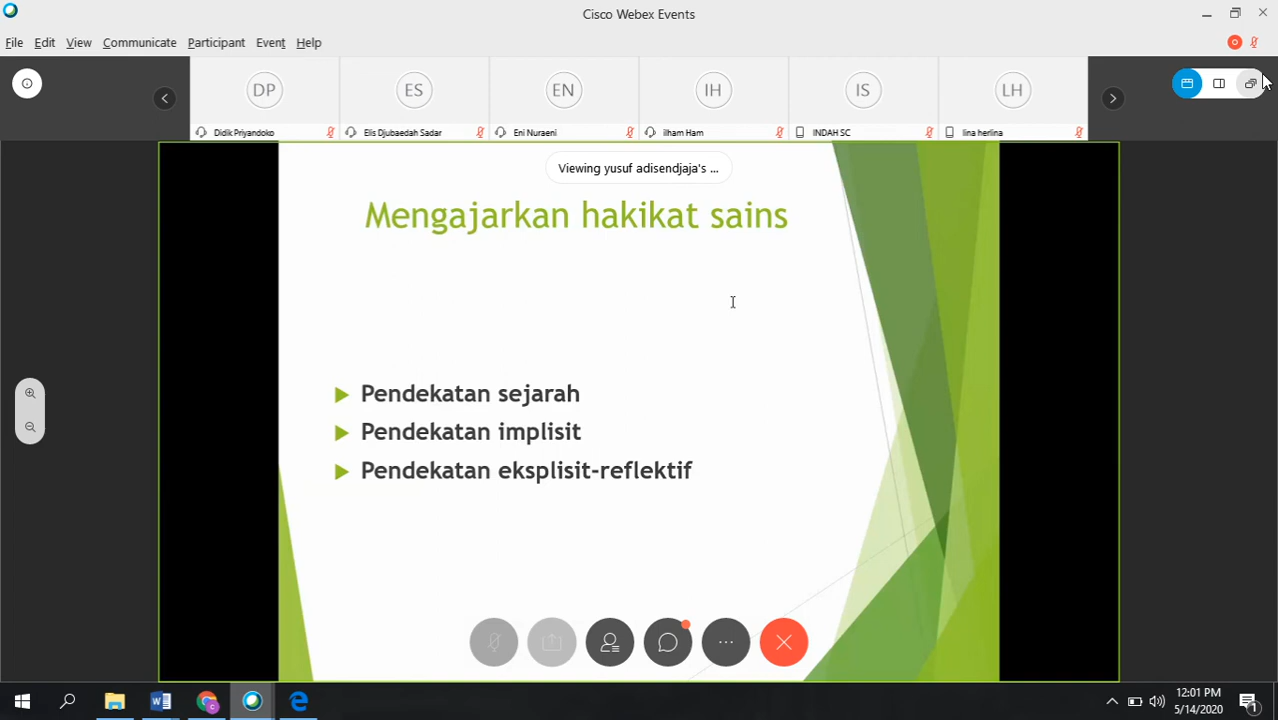 Cisco Webex Events
File Edit View Communicate Participant Event Help
DP ES EN IH IS LH
Didik Priyandoko Elis Djubaedah Sadar Eni Nuraeni ilham Ham INDAH SC lina herlina
Viewing yusuf adisendjaja's ...
Mengajarkan hakikat sains
Pendekatan sejarah
Pendekatan implisit
Pendekatan eksplisit-reflektif
12:01 PM
5/14/2020
1